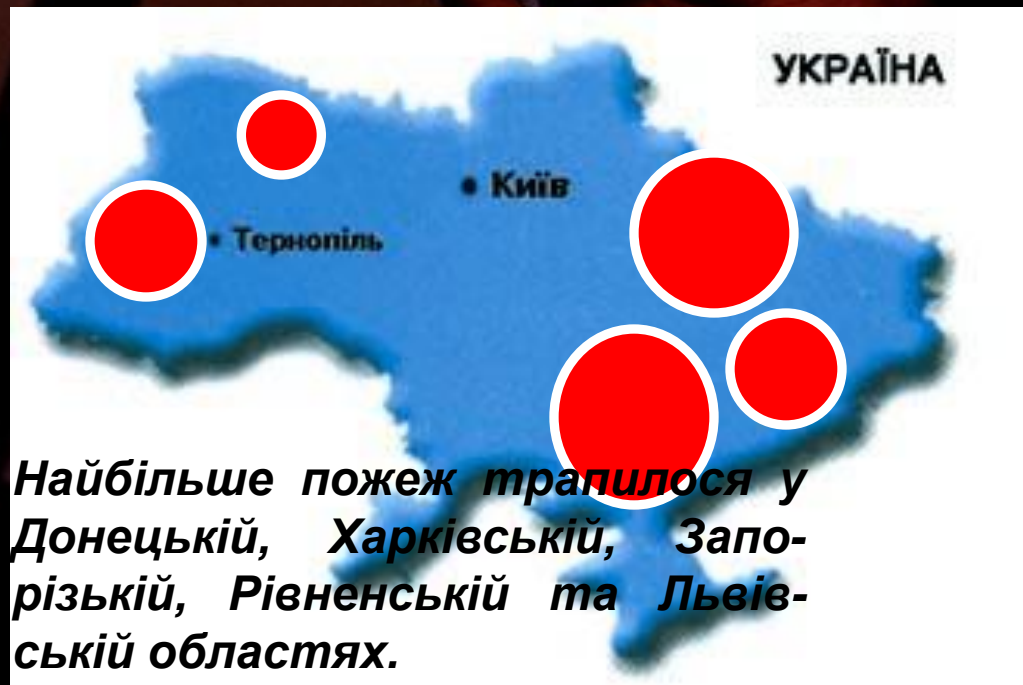 УКРАЇНА
Київ
Тернопіль
Найбільше пожеж трапилося у
Донецькій, Харківській, Запо-
різькій, Рівненській та Львів-
ській областях.